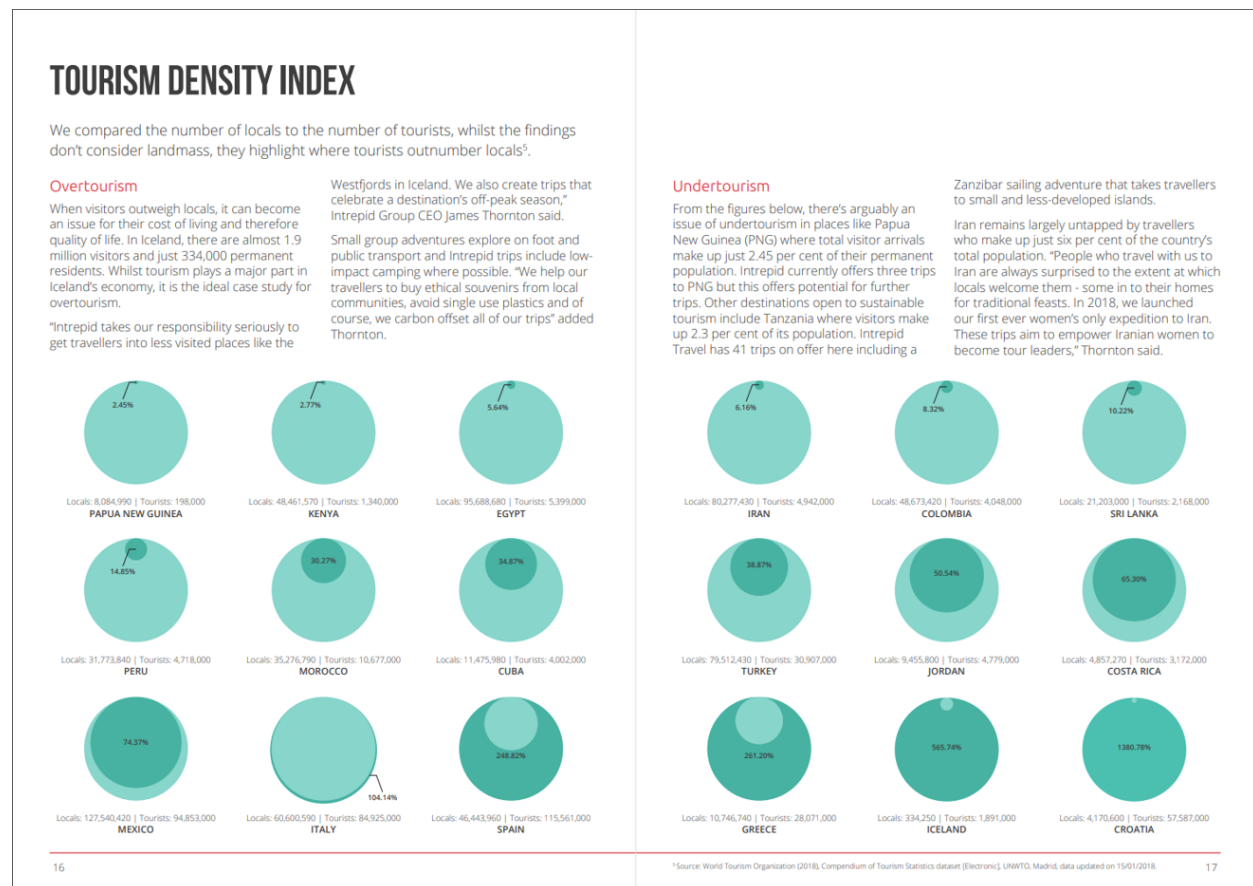 TOURISM DENSITY INDEX
We compared the number of locals to the number of tourists, whilst the findings
don't consider landmass, they highlight where tourists outnumber locals⁵.
Overtourism
When visitors outweigh locals, it can become
an issue for their cost of living and therefore
quality of life. In Iceland, there are almost 1.9
million visitors and just 334,000 permanent
residents. Whilst tourism plays a major part in
Iceland's economy, it is the ideal case study for
overtourism.
"Intrepid takes our responsibility seriously to
get travellers into less visited places like the
Westfjords in Iceland. We also create trips that
celebrate a destination's off-peak season,"
Intrepid Group CEO James Thornton said.
Small group adventures explore on foot and
public transport and Intrepid trips include low-
impact camping where possible. "We help our
travellers to buy ethical souvenirs from local
communities, avoid single use plastics and of
course, we carbon offset all of our trips" added
Thornton.
2.45%
2.77%
5.64%
Locals: 8,084,990 | Tourists: 198,000
PAPUA NEW GUINEA
Locals: 48,461,570 | Tourists: 1,340,000
KENYA
Locals: 95,688,680 | Tourists: 5,399,000
EGYPT
14.85%
30.27%
34.87%
Locals: 31,773,840 | Tourists: 4,718,000
PERU
Locals: 35,276,790 | Tourists: 10,677,000
MOROCCO
Locals: 11,475,980 | Tourists: 4,002,000
CUBA
74.37%
104.14%
248.82%
Locals: 127,540,420 | Tourists: 94,853,000
MEXICO
Locals: 60,600,590 | Tourists: 84,925,000
ITALY
Locals: 46,443,960 | Tourists: 115,561,000
SPAIN
16
Undertourism
From the figures below, there's arguably an
issue of undertourism in places like Papua
New Guinea (PNG) where total visitor arrivals
make up just 2.45 per cent of their permanent
population. Intrepid currently offers three trips
to PNG but this offers potential for further
trips. Other destinations open to sustainable
tourism include Tanzania where visitors make
up 2.3 per cent of its population. Intrepid
Travel has 41 trips on offer here including a
Zanzibar sailing adventure that takes travellers
to small and less-developed islands.
Iran remains largely untapped by travellers
who make up just six per cent of the country's
total population. "People who travel with us to
Iran are always surprised to the extent at which
locals welcome them - some in to their homes
for traditional feasts. In 2018, we launched
our first ever women's only expedition to Iran.
These trips aim to empower Iranian women to
become tour leaders," Thornton said.
6.16%
8.32%
10.22%
Locals: 80,277,430 | Tourists: 4,942,000
IRAN
Locals: 48,673,420 | Tourists: 4,048,000
COLOMBIA
Locals: 21,203,000 | Tourists: 2,168,000
SRI LANKA
38.87%
50.54%
65.30%
Locals: 79,512,430 | Tourists: 30,907,000
TURKEY
Locals: 9,455,800 | Tourists: 4,779,000
JORDAN
Locals: 4,857,270 | Tourists: 3,172,000
COSTA RICA
261.20%
565.74%
1380.78%
Locals: 10,746,740 | Tourists: 28,071,000
GREECE
Locals: 334,250 | Tourists: 1,891,000
ICELAND
Locals: 4,170,600 | Tourists: 57,587,000
CROATIA
⁵ Source: World Tourism Organization (2018), Compendium of Tourism Statistics dataset [Electronic], UNWTO, Madrid, data updated on 15/01/2018.
17